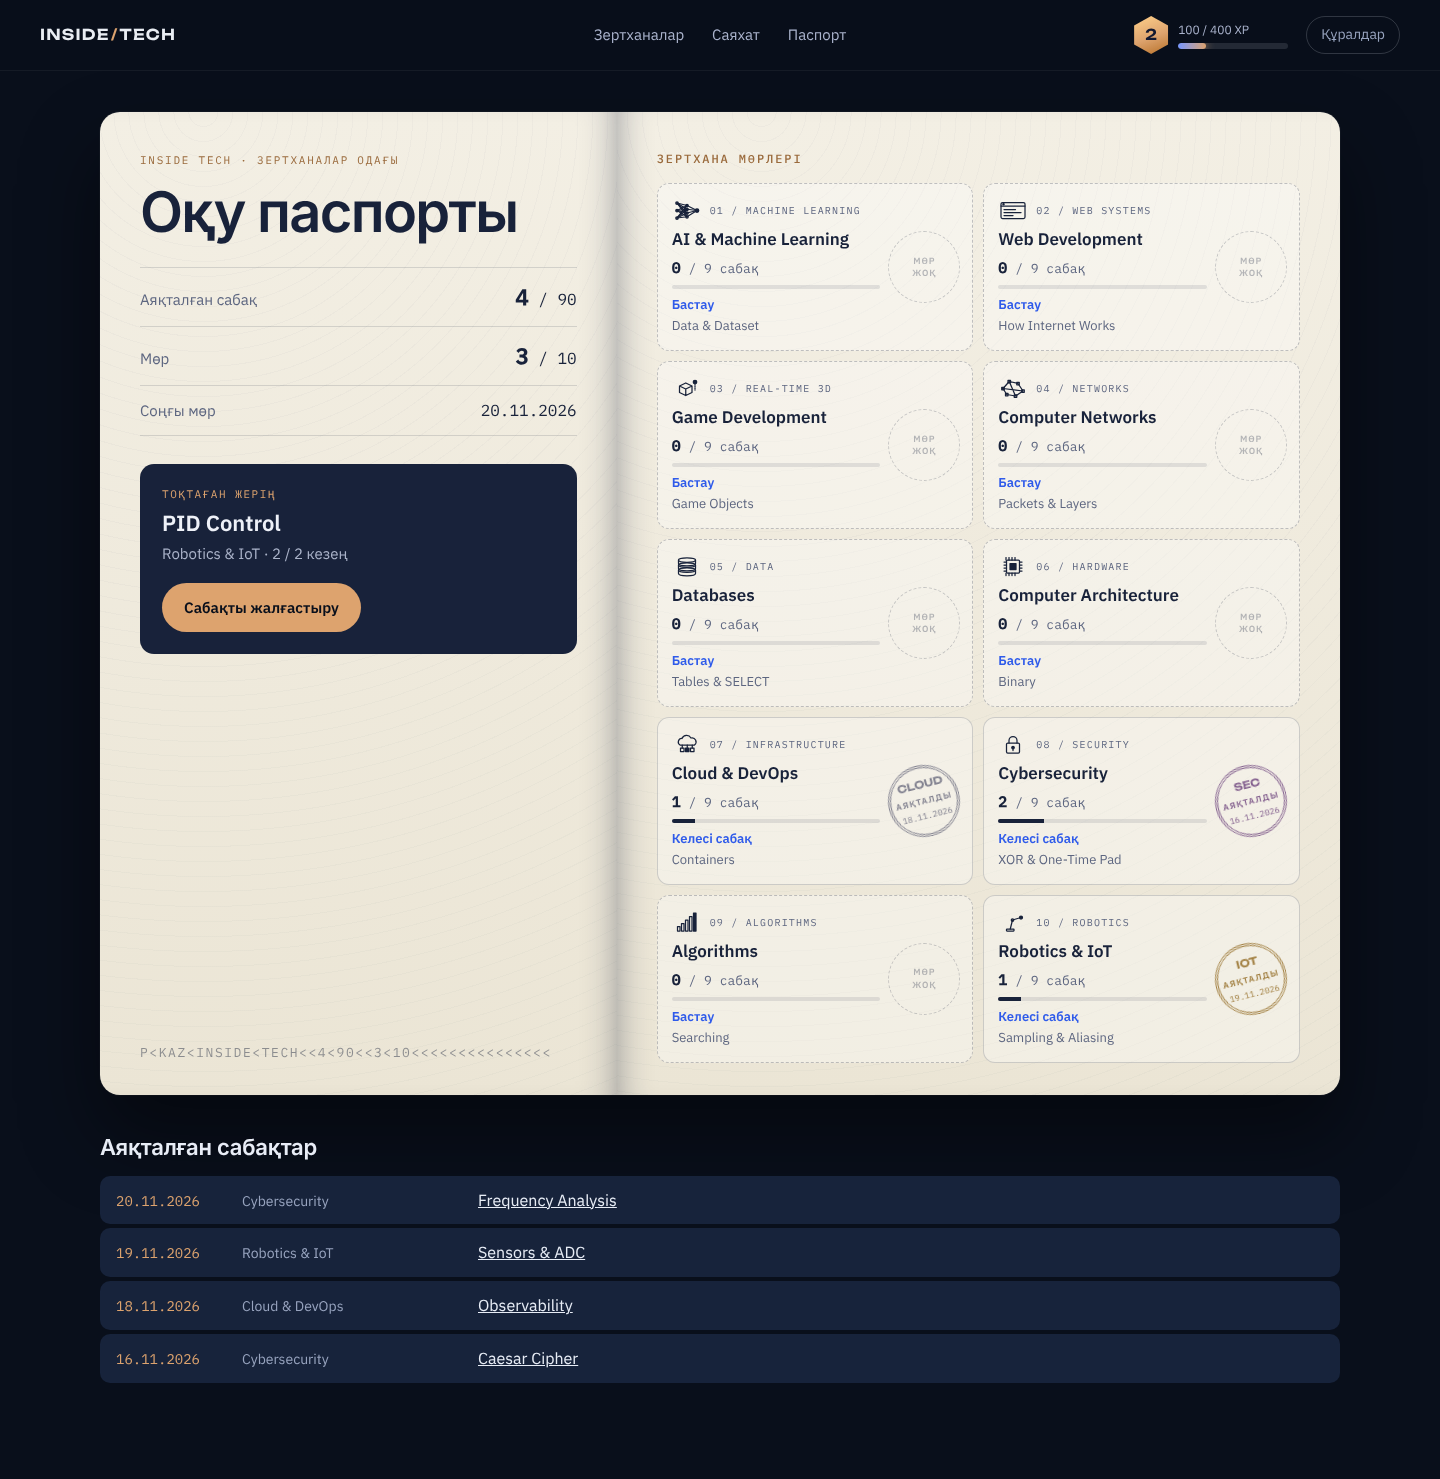 INSIDE/TECH
Зертханалар
Саяхат
Паспорт
2
100 / 400 XP
Құралдар
INSIDE TECH · ЗЕРТХАНАЛАР ОДАҒЫ
Оқу паспорты
Аяқталған сабақ
4 / 90
Мөр
3 / 10
Соңғы мөр
20.11.2026
ТОҚТАҒАН ЖЕРІҢ
PID Control
Robotics & IoT · 2 / 2 кезең
Сабақты жалғастыру
P<KAZ<INSIDE<TECH<<4<90<<3<10<<<<<<<<<<<<<<<
ЗЕРТХАНА МӨРЛЕРІ
01 / MACHINE LEARNING
AI & Machine Learning
0 / 9 сабақ
Бастау
Data & Dataset
МӨР
ЖОҚ
02 / WEB SYSTEMS
Web Development
0 / 9 сабақ
Бастау
How Internet Works
МӨР
ЖОҚ
03 / REAL-TIME 3D
Game Development
0 / 9 сабақ
Бастау
Game Objects
МӨР
ЖОҚ
04 / NETWORKS
Computer Networks
0 / 9 сабақ
Бастау
Packets & Layers
МӨР
ЖОҚ
05 / DATA
Databases
0 / 9 сабақ
Бастау
Tables & SELECT
МӨР
ЖОҚ
06 / HARDWARE
Computer Architecture
0 / 9 сабақ
Бастау
Binary
МӨР
ЖОҚ
07 / INFRASTRUCTURE
Cloud & DevOps
1 / 9 сабақ
Келесі сабақ
Containers
CLOUD
АЯҚТАЛДЫ
18.11.2026
08 / SECURITY
Cybersecurity
2 / 9 сабақ
Келесі сабақ
XOR & One-Time Pad
SEC
АЯҚТАЛДЫ
16.11.2026
09 / ALGORITHMS
Algorithms
0 / 9 сабақ
Бастау
Searching
МӨР
ЖОҚ
10 / ROBOTICS
Robotics & IoT
1 / 9 сабақ
Келесі сабақ
Sampling & Aliasing
IOT
АЯҚТАЛДЫ
19.11.2026
Аяқталған сабақтар
20.11.2026 Cybersecurity Frequency Analysis
19.11.2026 Robotics & IoT Sensors & ADC
18.11.2026 Cloud & DevOps Observability
16.11.2026 Cybersecurity Caesar Cipher